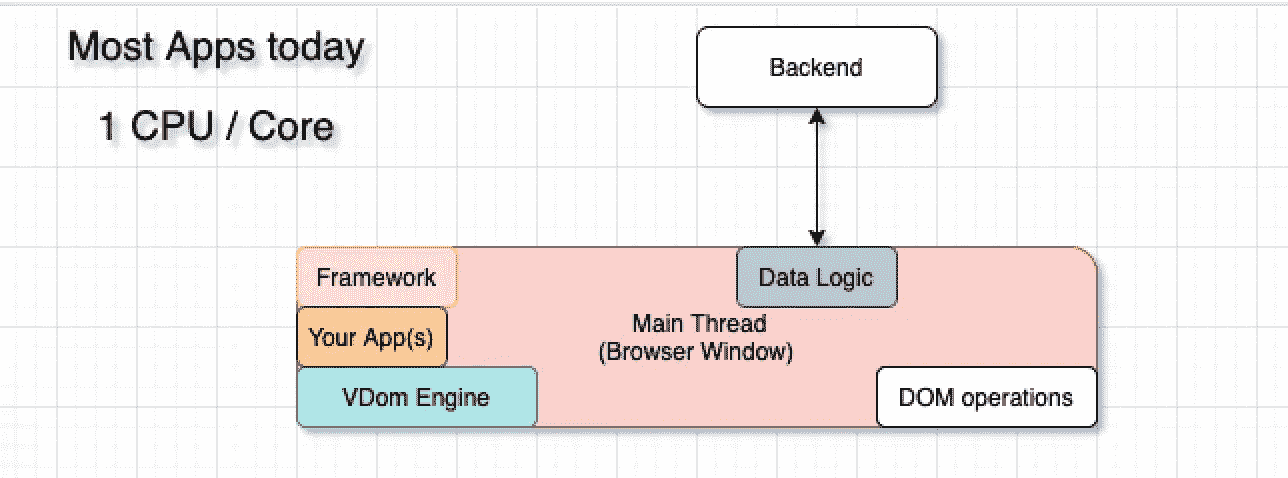 Most Apps today
1 CPU / Core
Backend
Framework
Data Logic
Your App(s)
Main Thread
(Browser Window)
VDom Engine
DOM operations